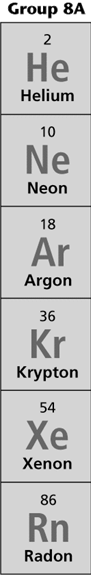 Group 8A
2
He
Helium
10
Ne
Neon
18
Ar
Argon
36
Kr
Krypton
54
Xe
Xenon
86
Rn
Radon